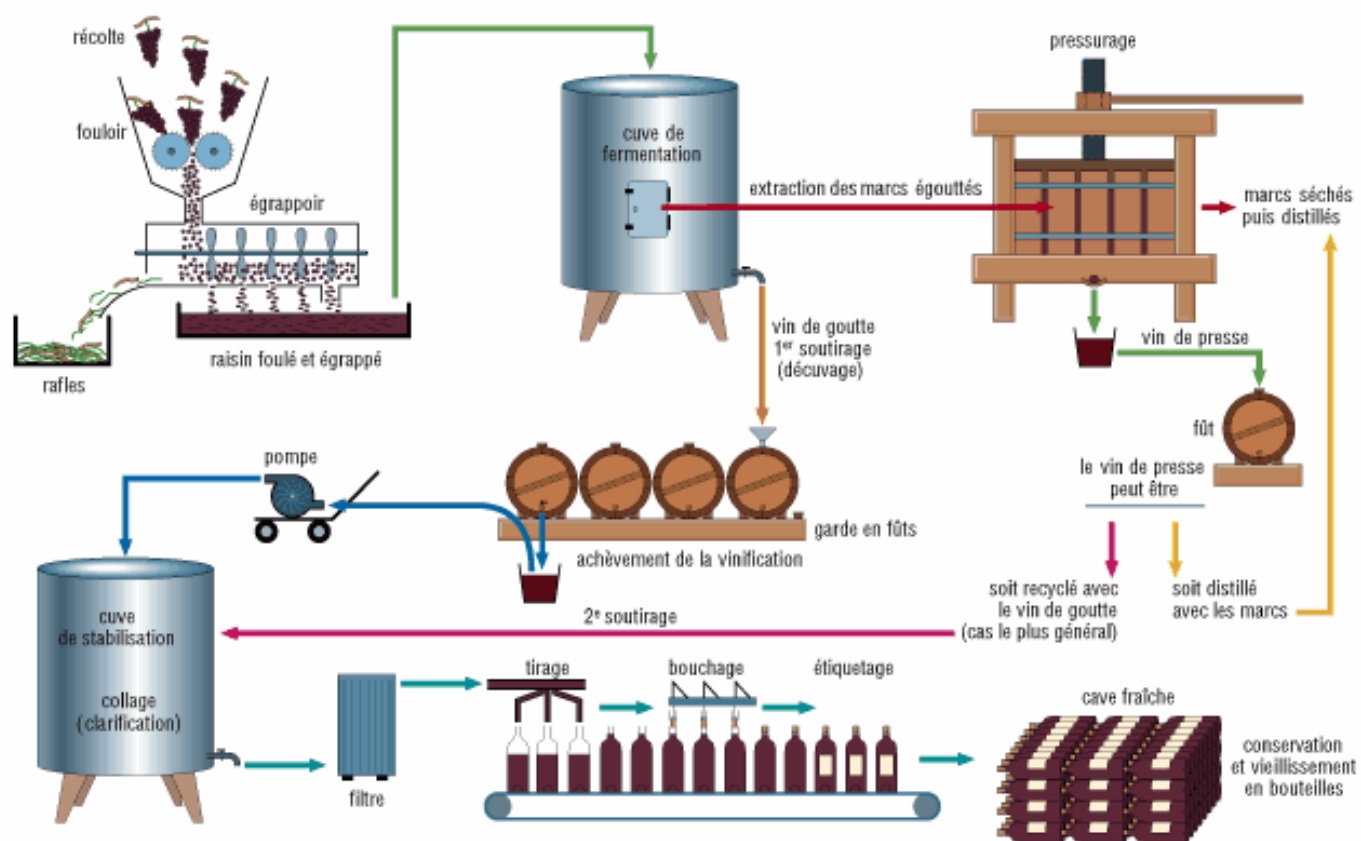 récolte
fouloir
égrappoir
rafles
raisin foulé et égrappé
cuve de
fermentation
extraction des marcs égouttés
pressurage
marcs séchés
puis distillés
vin de goutte
1er soutirage
(décuvage)
vin de presse
fût
le vin de presse
peut être
soit recyclé avec
le vin de goutte
(cas le plus général)
soit distillé
avec les marcs
pompe
garde en fûts
achèvement de la vinification
2e soutirage
cuve
de stabilisation
collage
(clarification)
filtre
tirage
bouchage
étiquetage
cave fraîche
conservation
et vieillissement
en bouteilles